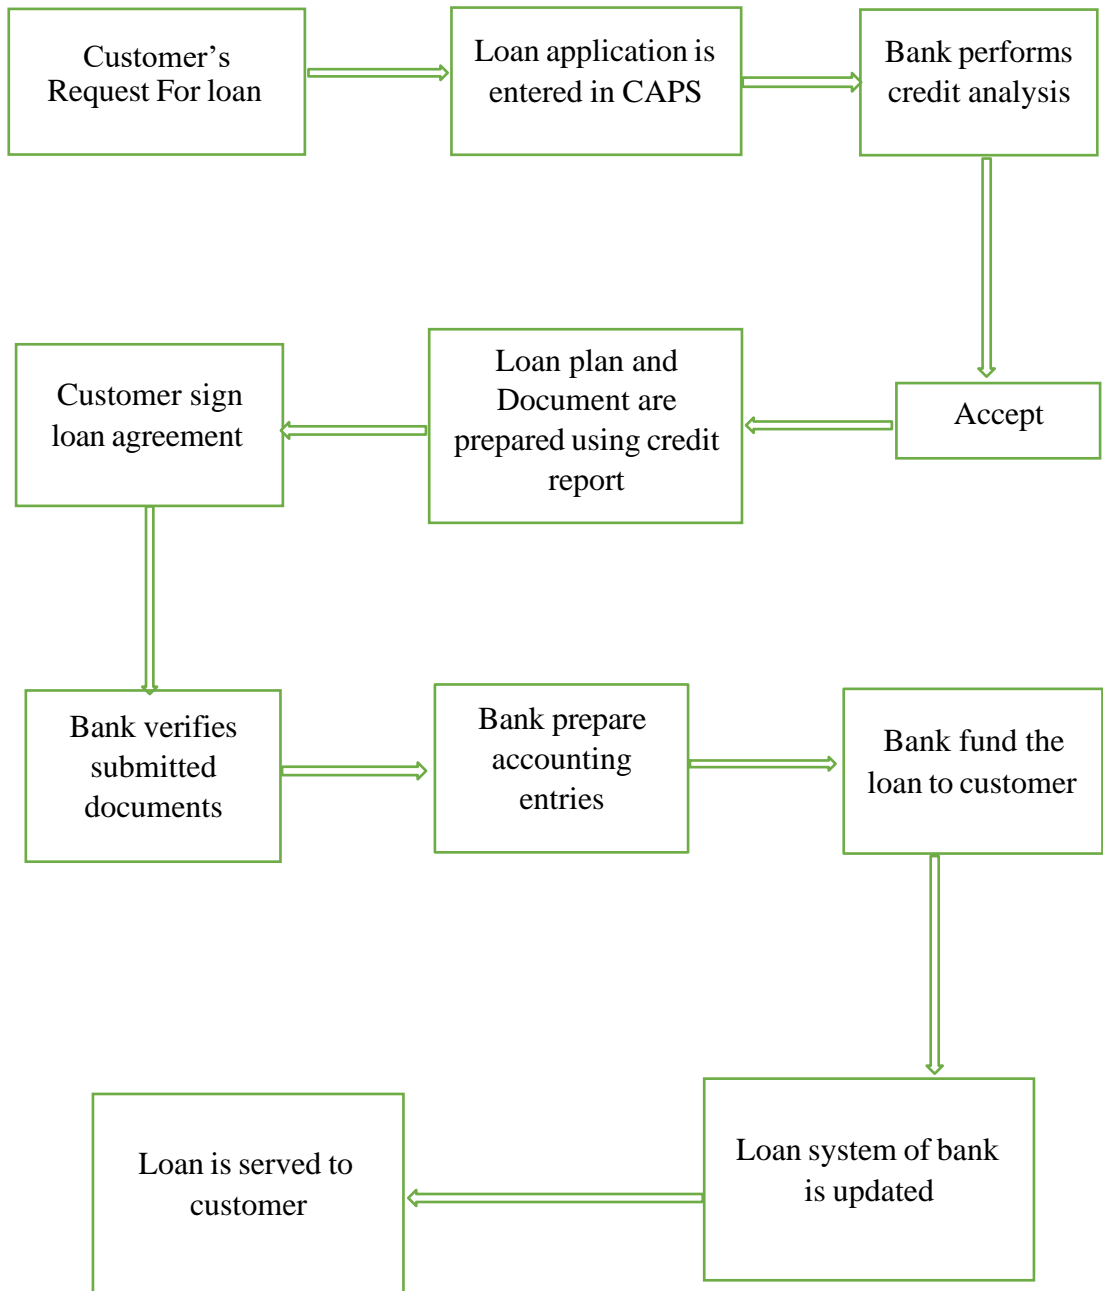 Customer’s
Request For loan
Loan application is
entered in CAPS
Bank performs
credit analysis
Accept
Loan plan and
Document are
prepared using credit
report
Customer sign
loan agreement
Bank verifies
submitted
documents
Bank prepare
accounting
entries
Bank fund the
loan to customer
Loan system of bank
is updated
Loan is served to
customer